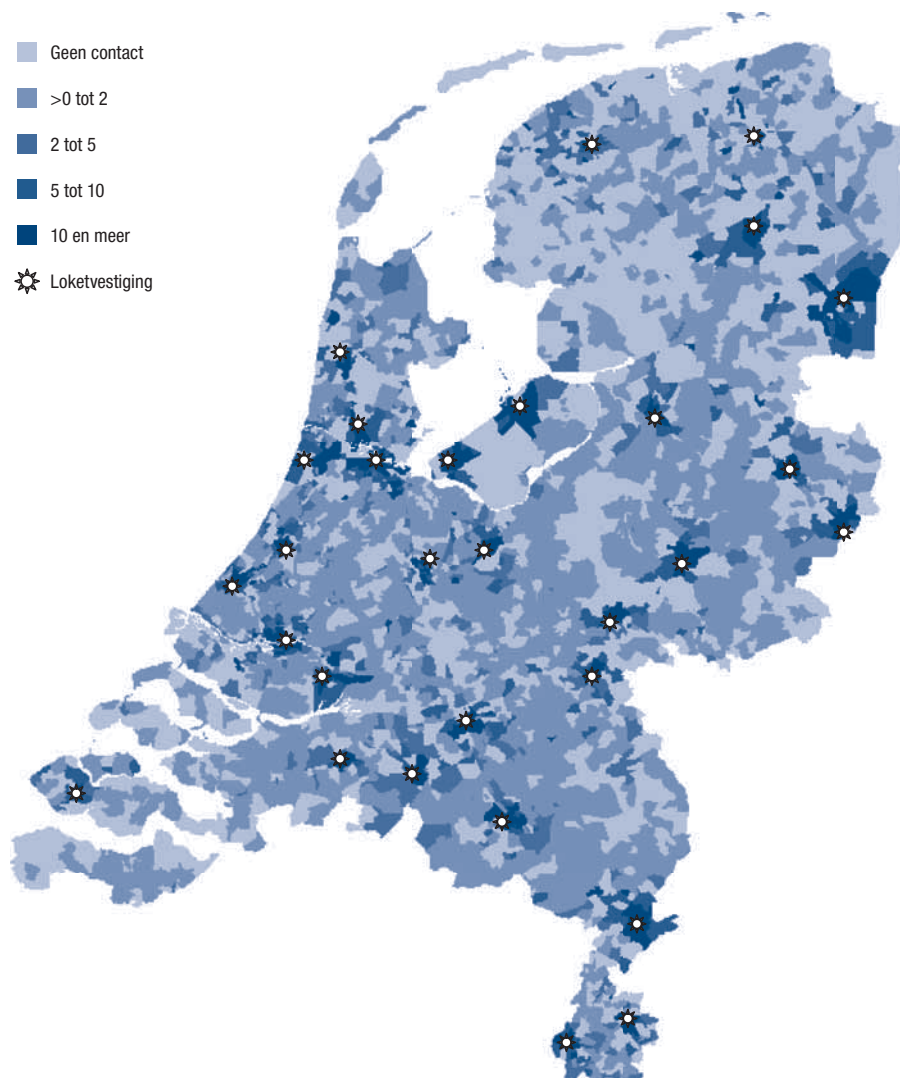 Geen contact
>0 tot 2
2 tot 5
5 tot 10
10 en meer
Loketvestiging